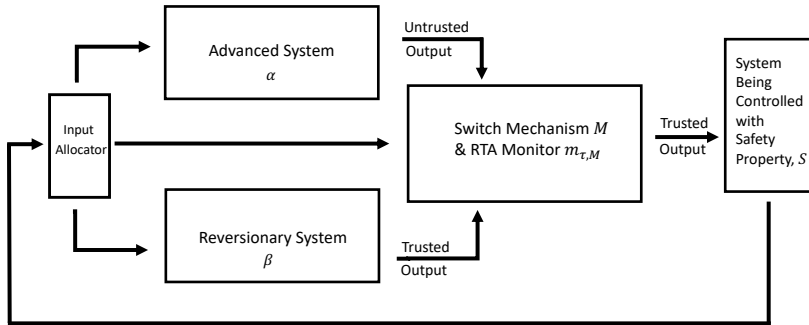 Advanced System
α
Untrusted
Output
Input
Allocator
Switch Mechanism M
& RTA Monitor m_{τ,M}
Trusted
Output
System
Being
Controlled
with
Safety
Property, S
Reversionary System
β
Trusted
Output